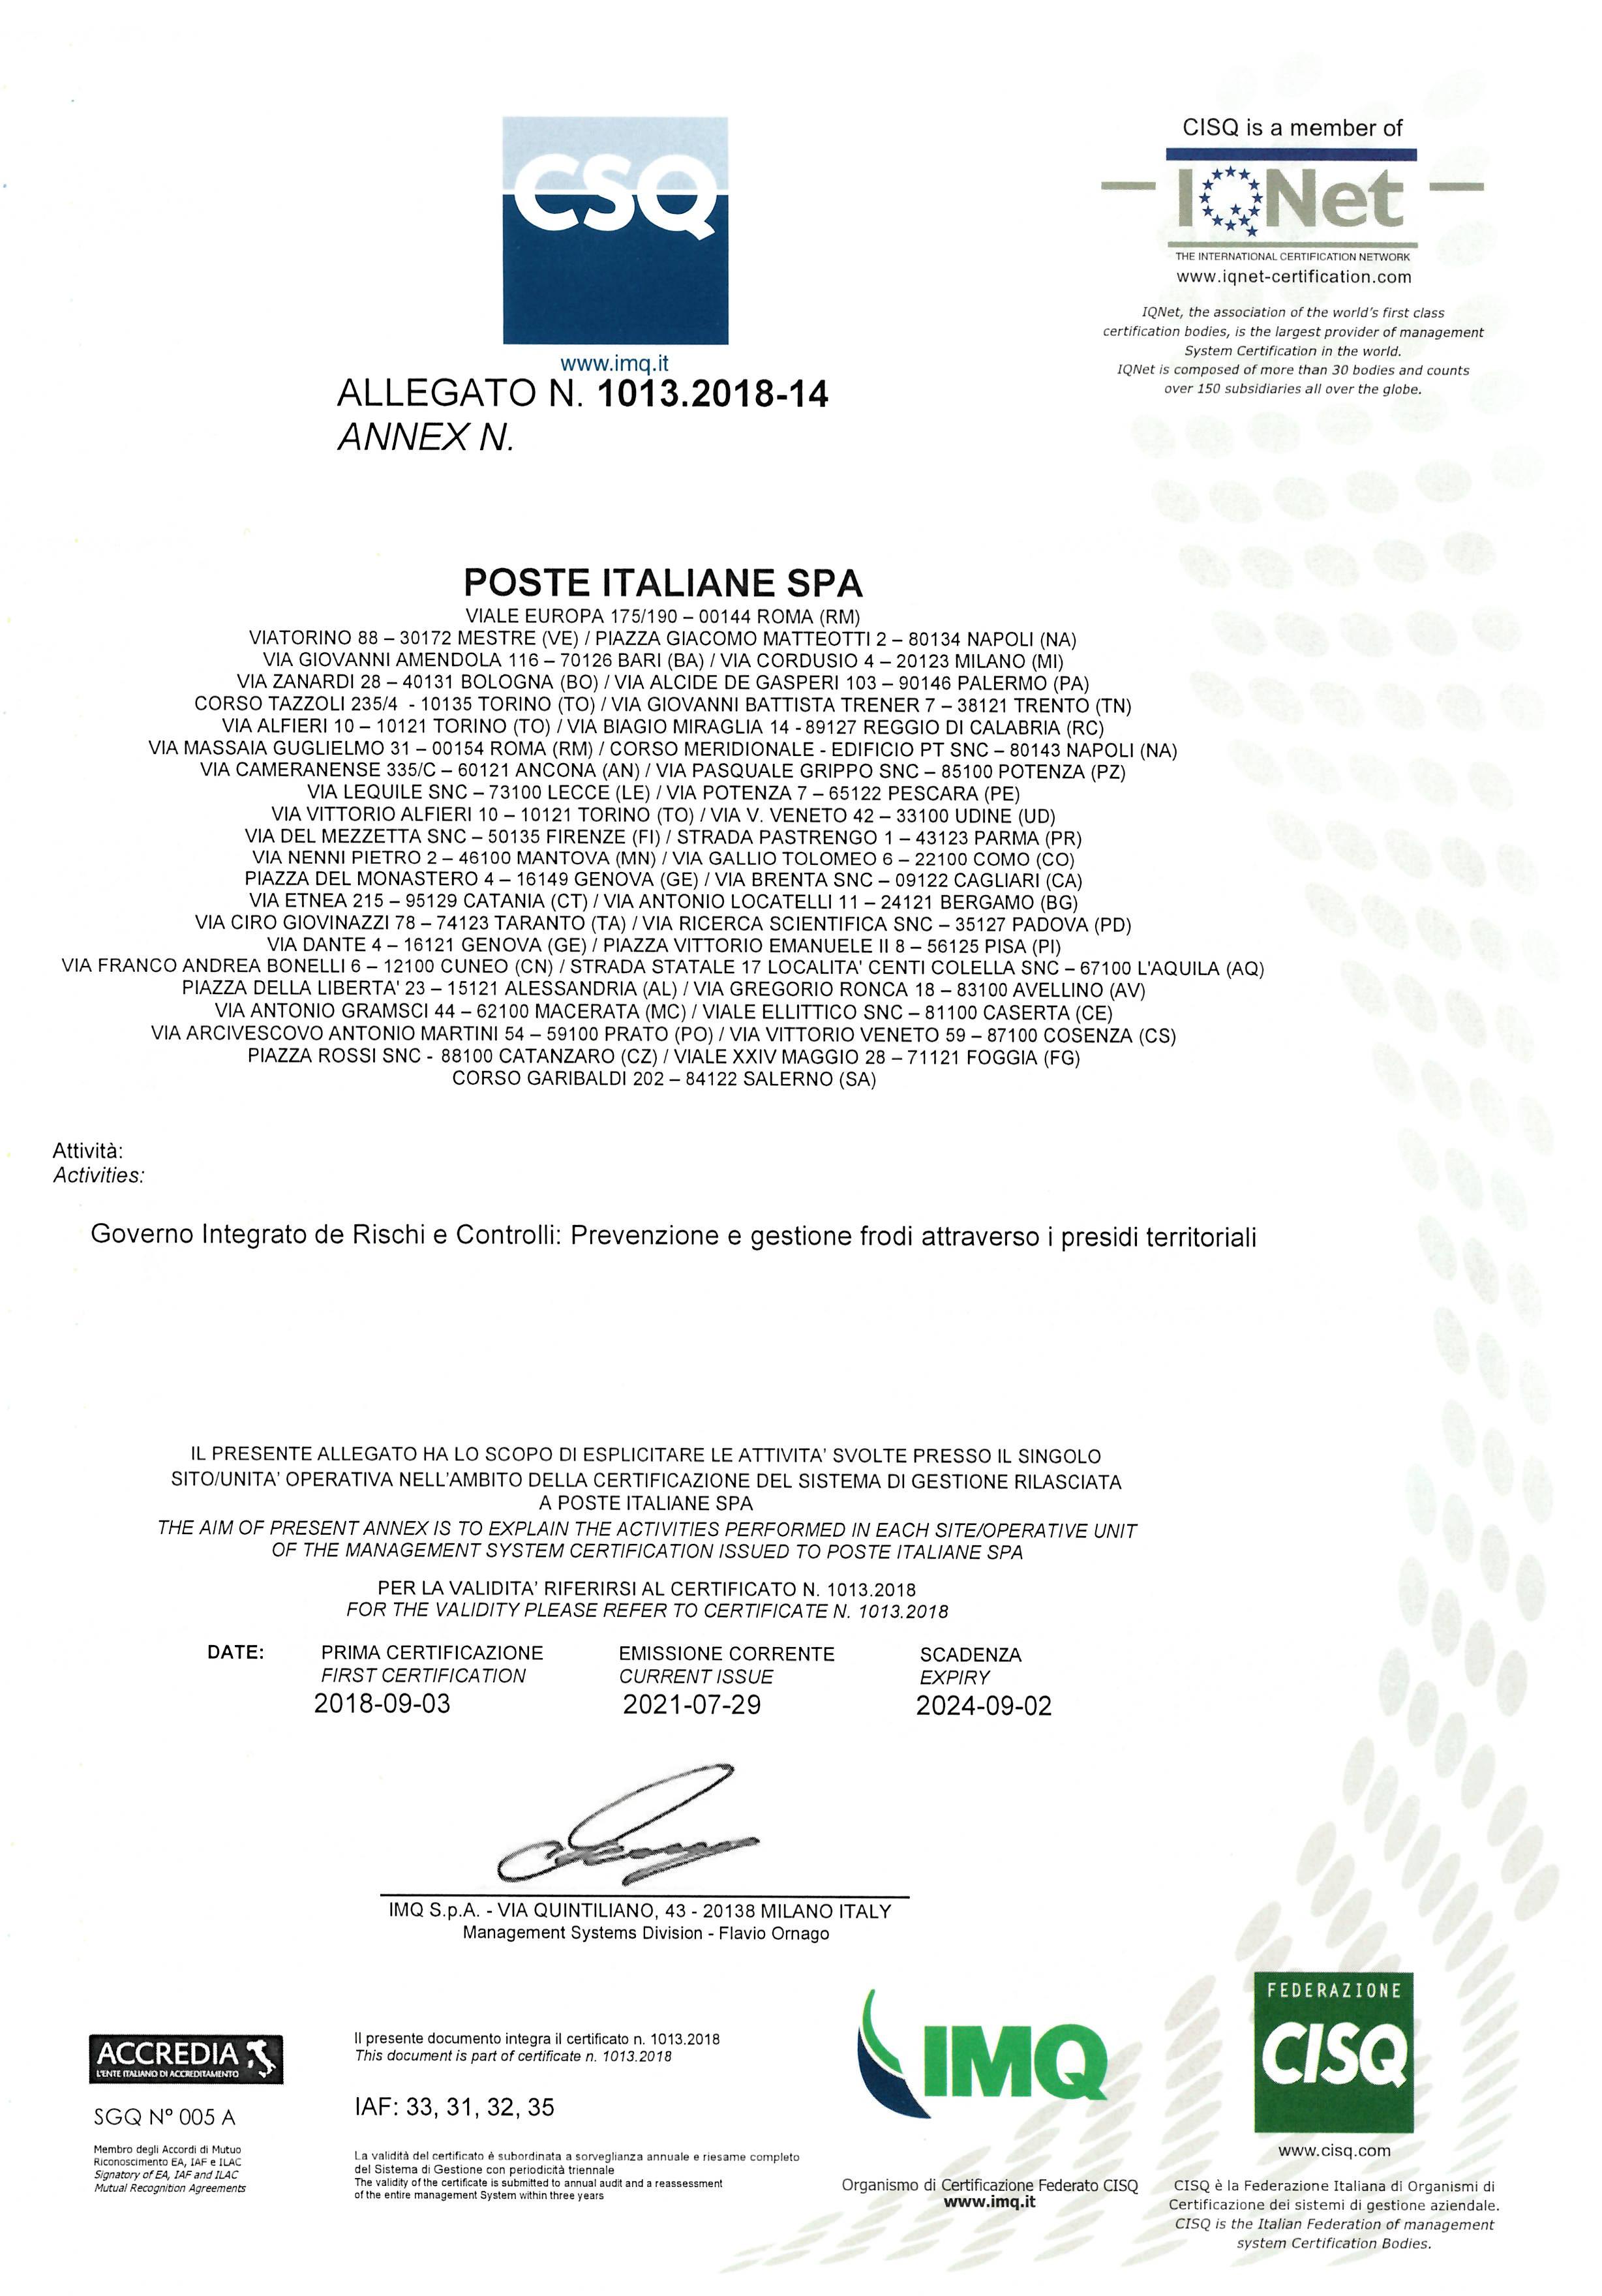 CSQ
www.imq.it
CISQ is a member of
IQNet
THE INTERNATIONAL CERTIFICATION NETWORK
www.iqnet-certification.com
IQNet, the association of the world's first class
certification bodies, is the largest provider of management
System Certification in the world.
IQNet is composed of more than 30 bodies and counts
over 150 subsidiaries all over the globe.
ALLEGATO N. 1013.2018-14
ANNEX N.
POSTE ITALIANE SPA
VIALE EUROPA 175/190 – 00144 ROMA (RM)
VIATORINO 88 – 30172 MESTRE (VE) / PIAZZA GIACOMO MATTEOTTI 2 – 80134 NAPOLI (NA)
VIA GIOVANNI AMENDOLA 116 – 70126 BARI (BA) / VIA CORDUSIO 4 – 20123 MILANO (MI)
VIA ZANARDI 28 – 40131 BOLOGNA (BO) / VIA ALCIDE DE GASPERI 103 – 90146 PALERMO (PA)
CORSO TAZZOLI 235/4 - 10135 TORINO (TO) / VIA GIOVANNI BATTISTA TRENER 7 – 38121 TRENTO (TN)
VIA ALFIERI 10 – 10121 TORINO (TO) / VIA BIAGIO MIRAGLIA 14 - 89127 REGGIO DI CALABRIA (RC)
VIA MASSAIA GUGLIELMO 31 – 00154 ROMA (RM) / CORSO MERIDIONALE - EDIFICIO PT SNC – 80143 NAPOLI (NA)
VIA CAMERANENSE 335/C – 60121 ANCONA (AN) / VIA PASQUALE GRIPPO SNC – 85100 POTENZA (PZ)
VIA LEQUILE SNC – 73100 LECCE (LE) / VIA POTENZA 7 – 65122 PESCARA (PE)
VIA VITTORIO ALFIERI 10 – 10121 TORINO (TO) / VIA V. VENETO 42 – 33100 UDINE (UD)
VIA DEL MEZZETTA SNC – 50135 FIRENZE (FI) / STRADA PASTRENGO 1 – 43123 PARMA (PR)
VIA NENNI PIETRO 2 – 46100 MANTOVA (MN) / VIA GALLIO TOLOMEO 6 – 22100 COMO (CO)
PIAZZA DEL MONASTERO 4 – 16149 GENOVA (GE) / VIA BRENTA SNC – 09122 CAGLIARI (CA)
VIA ETNEA 215 – 95129 CATANIA (CT) / VIA ANTONIO LOCATELLI 11 – 24121 BERGAMO (BG)
VIA CIRO GIOVINAZZI 78 – 74123 TARANTO (TA) / VIA RICERCA SCIENTIFICA SNC – 35127 PADOVA (PD)
VIA DANTE 4 – 16121 GENOVA (GE) / PIAZZA VITTORIO EMANUELE II 8 – 56125 PISA (PI)
VIA FRANCO ANDREA BONELLI 6 – 12100 CUNEO (CN) / STRADA STATALE 17 LOCALITA' CENTI COLELLA SNC – 67100 L'AQUILA (AQ)
PIAZZA DELLA LIBERTA' 23 – 15121 ALESSANDRIA (AL) / VIA GREGORIO RONCA 18 – 83100 AVELLINO (AV)
VIA ANTONIO GRAMSCI 44 – 62100 MACERATA (MC) / VIALE ELLITTICO SNC – 81100 CASERTA (CE)
VIA ARCIVESCOVO ANTONIO MARTINI 54 – 59100 PRATO (PO) / VIA VITTORIO VENETO 59 – 87100 COSENZA (CS)
PIAZZA ROSSI SNC - 88100 CATANZARO (CZ) / VIALE XXIV MAGGIO 28 – 71121 FOGGIA (FG)
CORSO GARIBALDI 202 – 84122 SALERNO (SA)
Attività:
Activities:
Governo Integrato de Rischi e Controlli: Prevenzione e gestione frodi attraverso i presidi territoriali
IL PRESENTE ALLEGATO HA LO SCOPO DI ESPLICITARE LE ATTIVITA' SVOLTE PRESSO IL SINGOLO
SITO/UNITA' OPERATIVA NELL'AMBITO DELLA CERTIFICAZIONE DEL SISTEMA DI GESTIONE RILASCIATA
A POSTE ITALIANE SPA
THE AIM OF PRESENT ANNEX IS TO EXPLAIN THE ACTIVITIES PERFORMED IN EACH SITE/OPERATIVE UNIT
OF THE MANAGEMENT SYSTEM CERTIFICATION ISSUED TO POSTE ITALIANE SPA
PER LA VALIDITA' RIFERIRSI AL CERTIFICATO N. 1013.2018
FOR THE VALIDITY PLEASE REFER TO CERTIFICATE N. 1013.2018
DATE: PRIMA CERTIFICAZIONE EMISSIONE CORRENTE SCADENZA
FIRST CERTIFICATION CURRENT ISSUE EXPIRY
2018-09-03 2021-07-29 2024-09-02
IMQ S.p.A. - VIA QUINTILIANO, 43 - 20138 MILANO ITALY
Management Systems Division - Flavio Ornago
ACCREDIA
L'ENTE ITALIANO DI ACCREDITAMENTO
SGQ N° 005 A
Membro degli Accordi di Mutuo
Riconoscimento EA, IAF e ILAC
Signatory of EA, IAF and ILAC
Mutual Recognition Agreements
Il presente documento integra il certificato n. 1013.2018
This document is part of certificate n. 1013.2018
IAF: 33, 31, 32, 35
La validità del certificato è subordinata a sorveglianza annuale e riesame completo
del Sistema di Gestione con periodicità triennale
The validity of the certificate is submitted to annual audit and a reassessment
of the entire management System within three years
IMQ
Organismo di Certificazione Federato CISQ
www.imq.it
FEDERAZIONE
CISQ
www.cisq.com
CISQ è la Federazione Italiana di Organismi di
Certificazione dei sistemi di gestione aziendale.
CISQ is the Italian Federation of management
system Certification Bodies.